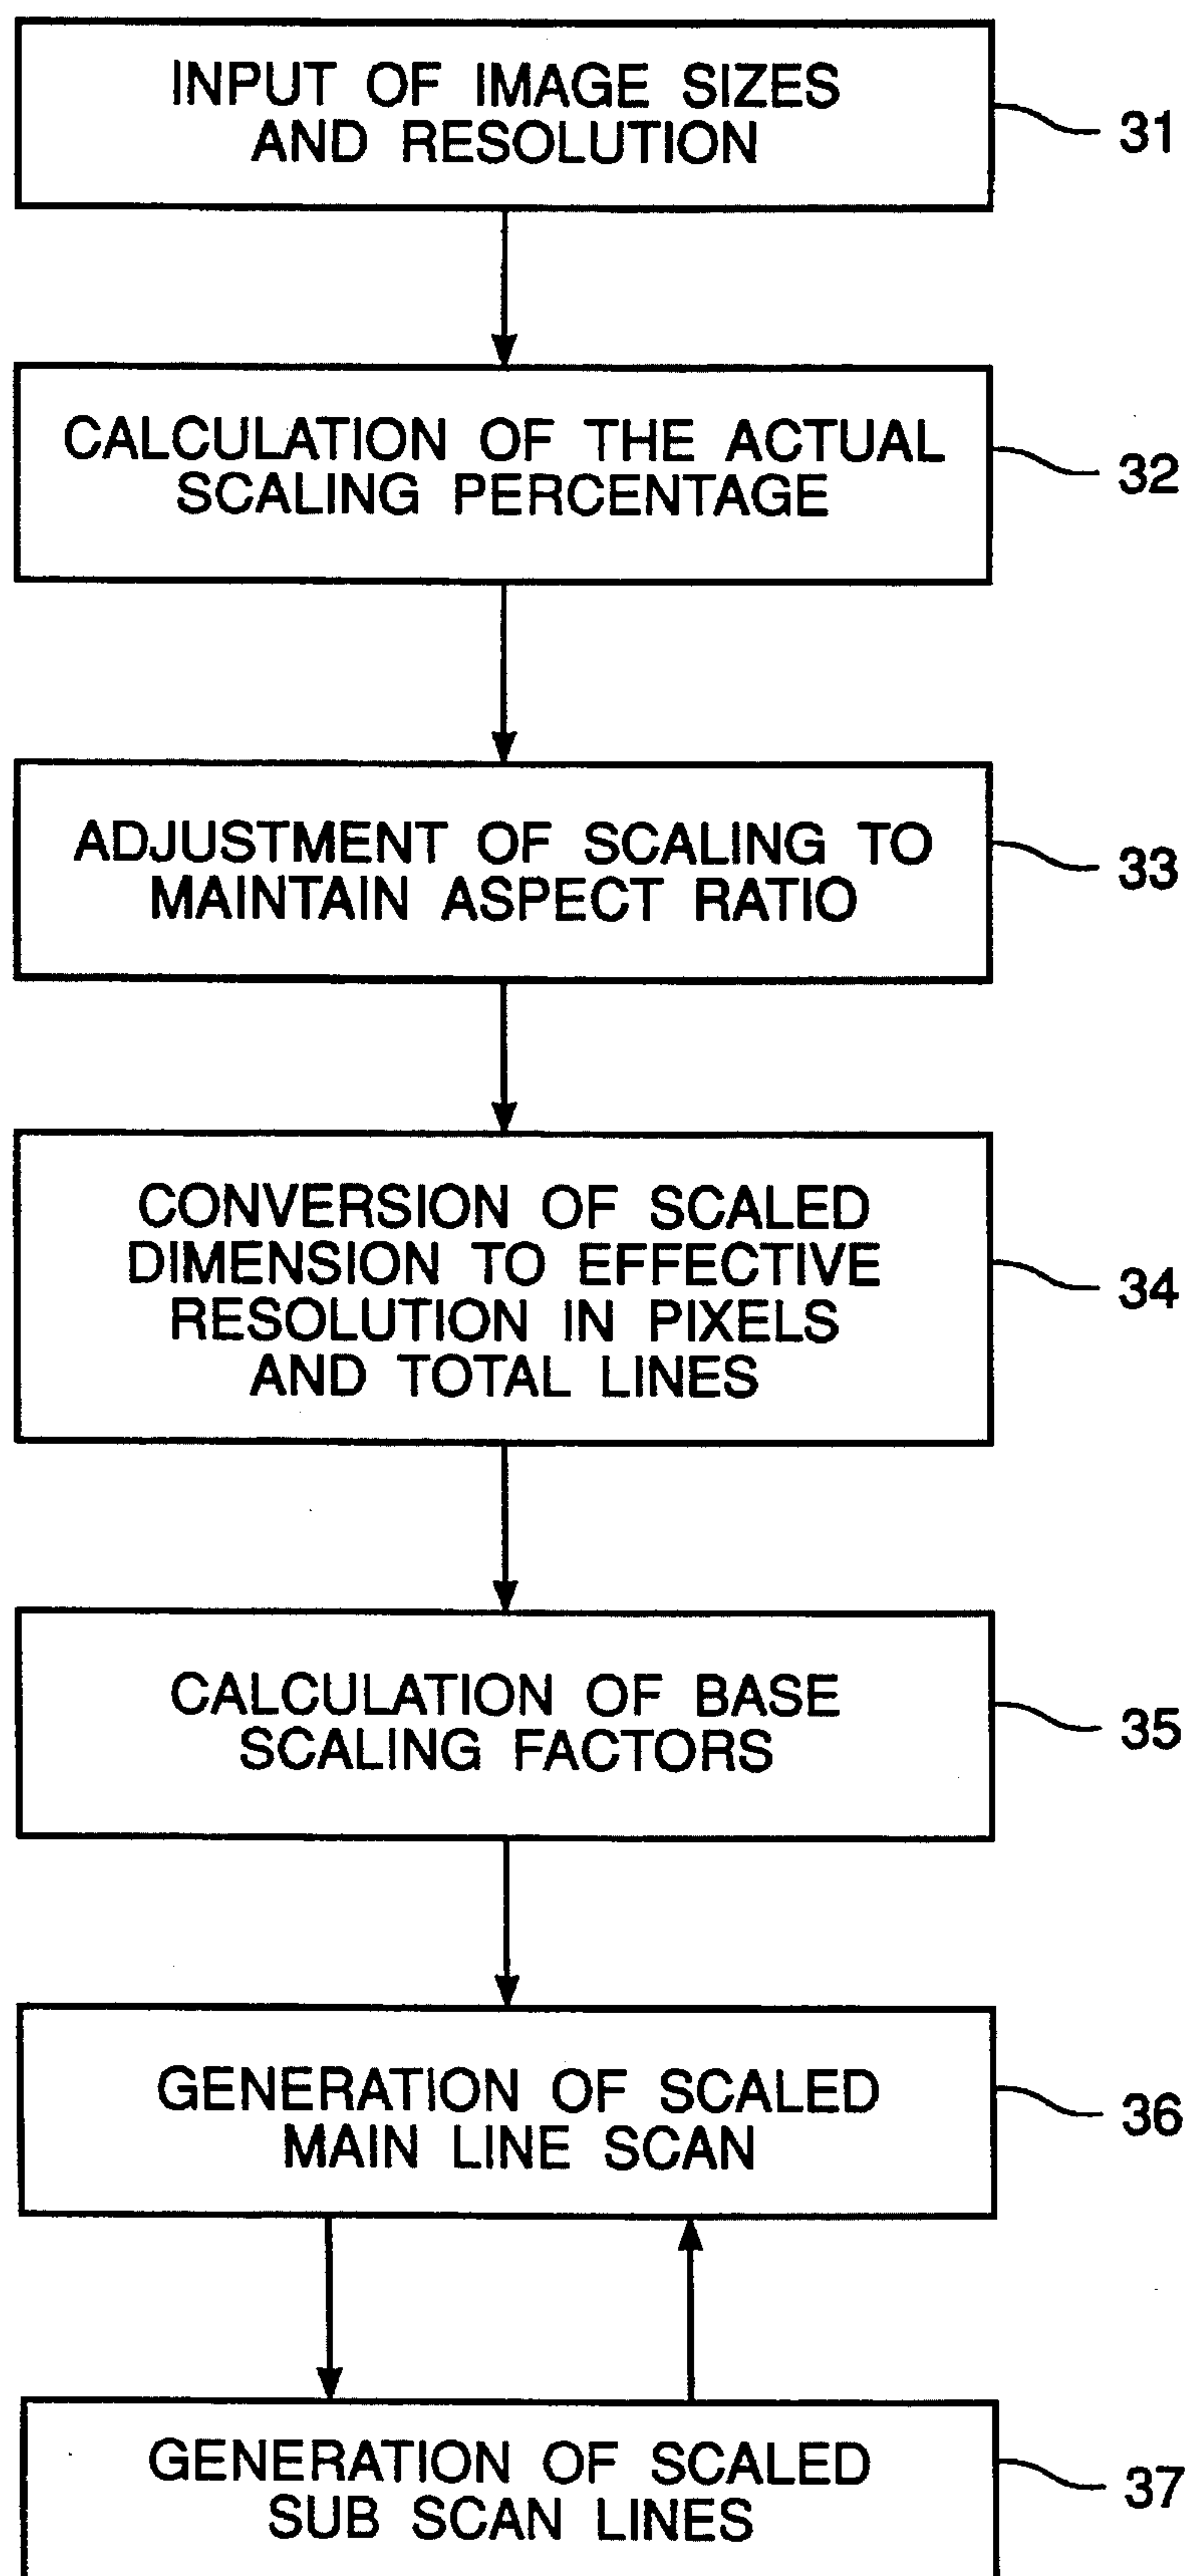 INPUT OF IMAGE SIZES
AND RESOLUTION
31
CALCULATION OF THE ACTUAL
SCALING PERCENTAGE
32
ADJUSTMENT OF SCALING TO
MAINTAIN ASPECT RATIO
33
CONVERSION OF SCALED
DIMENSION TO EFFECTIVE
RESOLUTION IN PIXELS
AND TOTAL LINES
34
CALCULATION OF BASE
SCALING FACTORS
35
GENERATION OF SCALED
MAIN LINE SCAN
36
GENERATION OF SCALED
SUB SCAN LINES
37